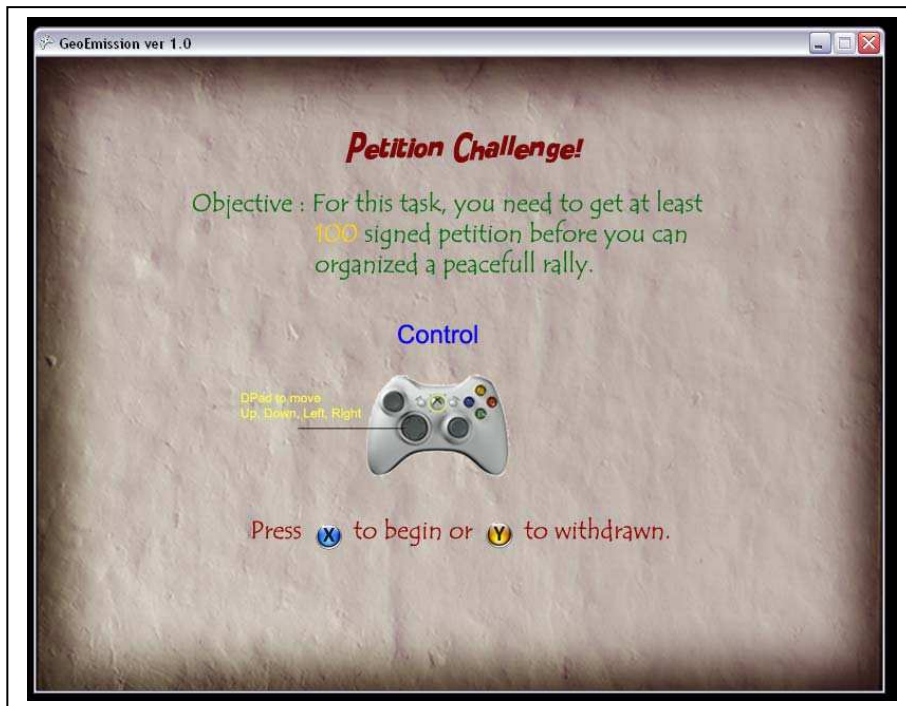 GeoEmission ver 1.0
Petition Challenge!
Objective : For this task, you need to get at least
100 signed petition before you can
organized a peacefull rally.
Control
DPad to move
Up, Down, Left, Right
Press X to begin or Y to withdrawn.